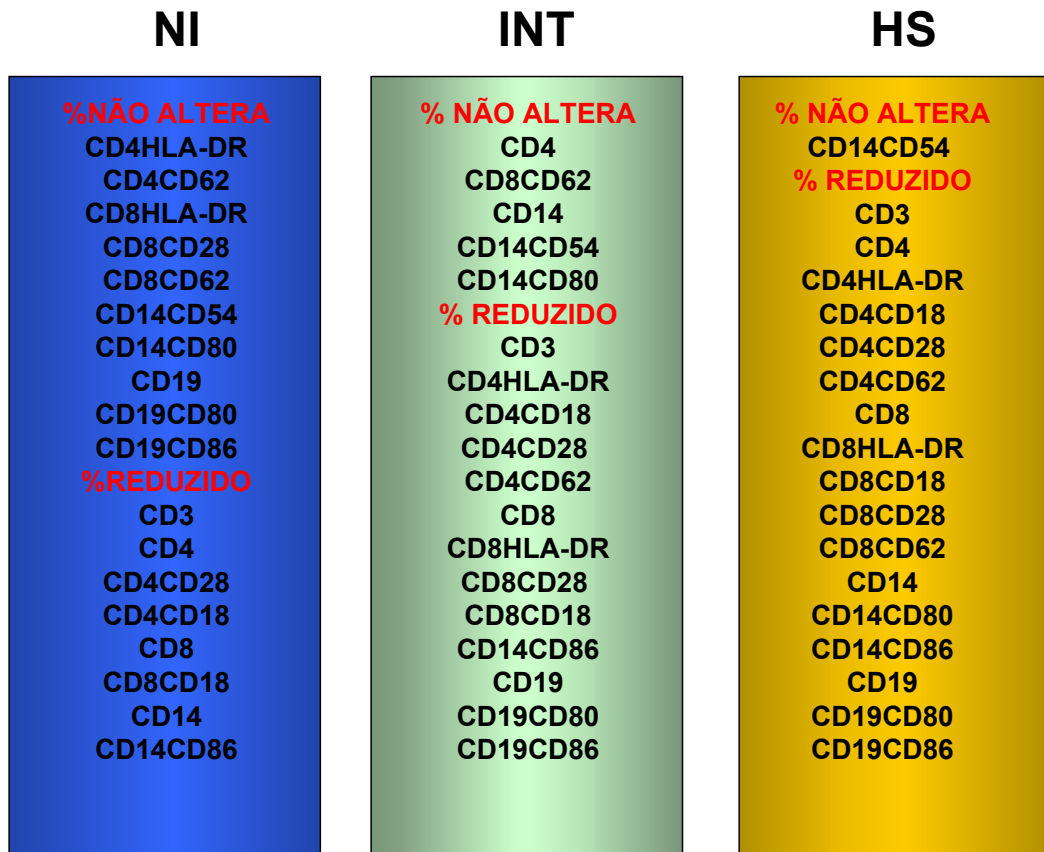 NI
%NÃO ALTERA
CD4HLA-DR
CD4CD62
CD8HLA-DR
CD8CD28
CD8CD62
CD14CD54
CD14CD80
CD19
CD19CD80
CD19CD86
%REDUZIDO
CD3
CD4
CD4CD28
CD4CD18
CD8
CD8CD18
CD14
CD14CD86
INT
% NÃO ALTERA
CD4
CD8CD62
CD14
CD14CD54
CD14CD80
% REDUZIDO
CD3
CD4HLA-DR
CD4CD18
CD4CD28
CD4CD62
CD8
CD8HLA-DR
CD8CD28
CD8CD18
CD14CD86
CD19
CD19CD80
CD19CD86
HS
% NÃO ALTERA
CD14CD54
% REDUZIDO
CD3
CD4
CD4HLA-DR
CD4CD18
CD4CD28
CD4CD62
CD8
CD8HLA-DR
CD8CD18
CD8CD28
CD8CD62
CD14
CD14CD80
CD14CD86
CD19
CD19CD80
CD19CD86